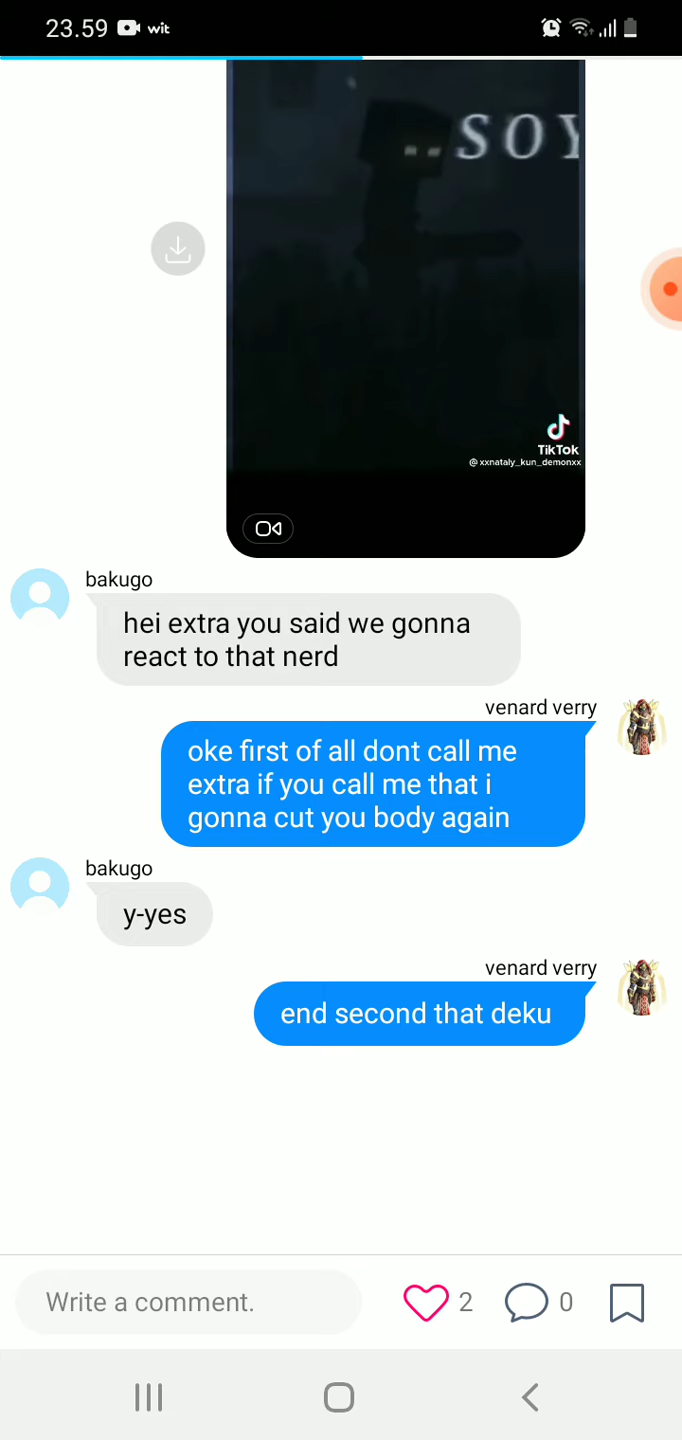 23.59 wit
SOY
TikTok
@xxnataly_kun_demonxx
bakugo
hei extra you said we gonna
react to that nerd
venard verry
oke first of all dont call me
extra if you call me that i
gonna cut you body again
bakugo
y-yes
venard verry
end second that deku
Write a comment.
2
0